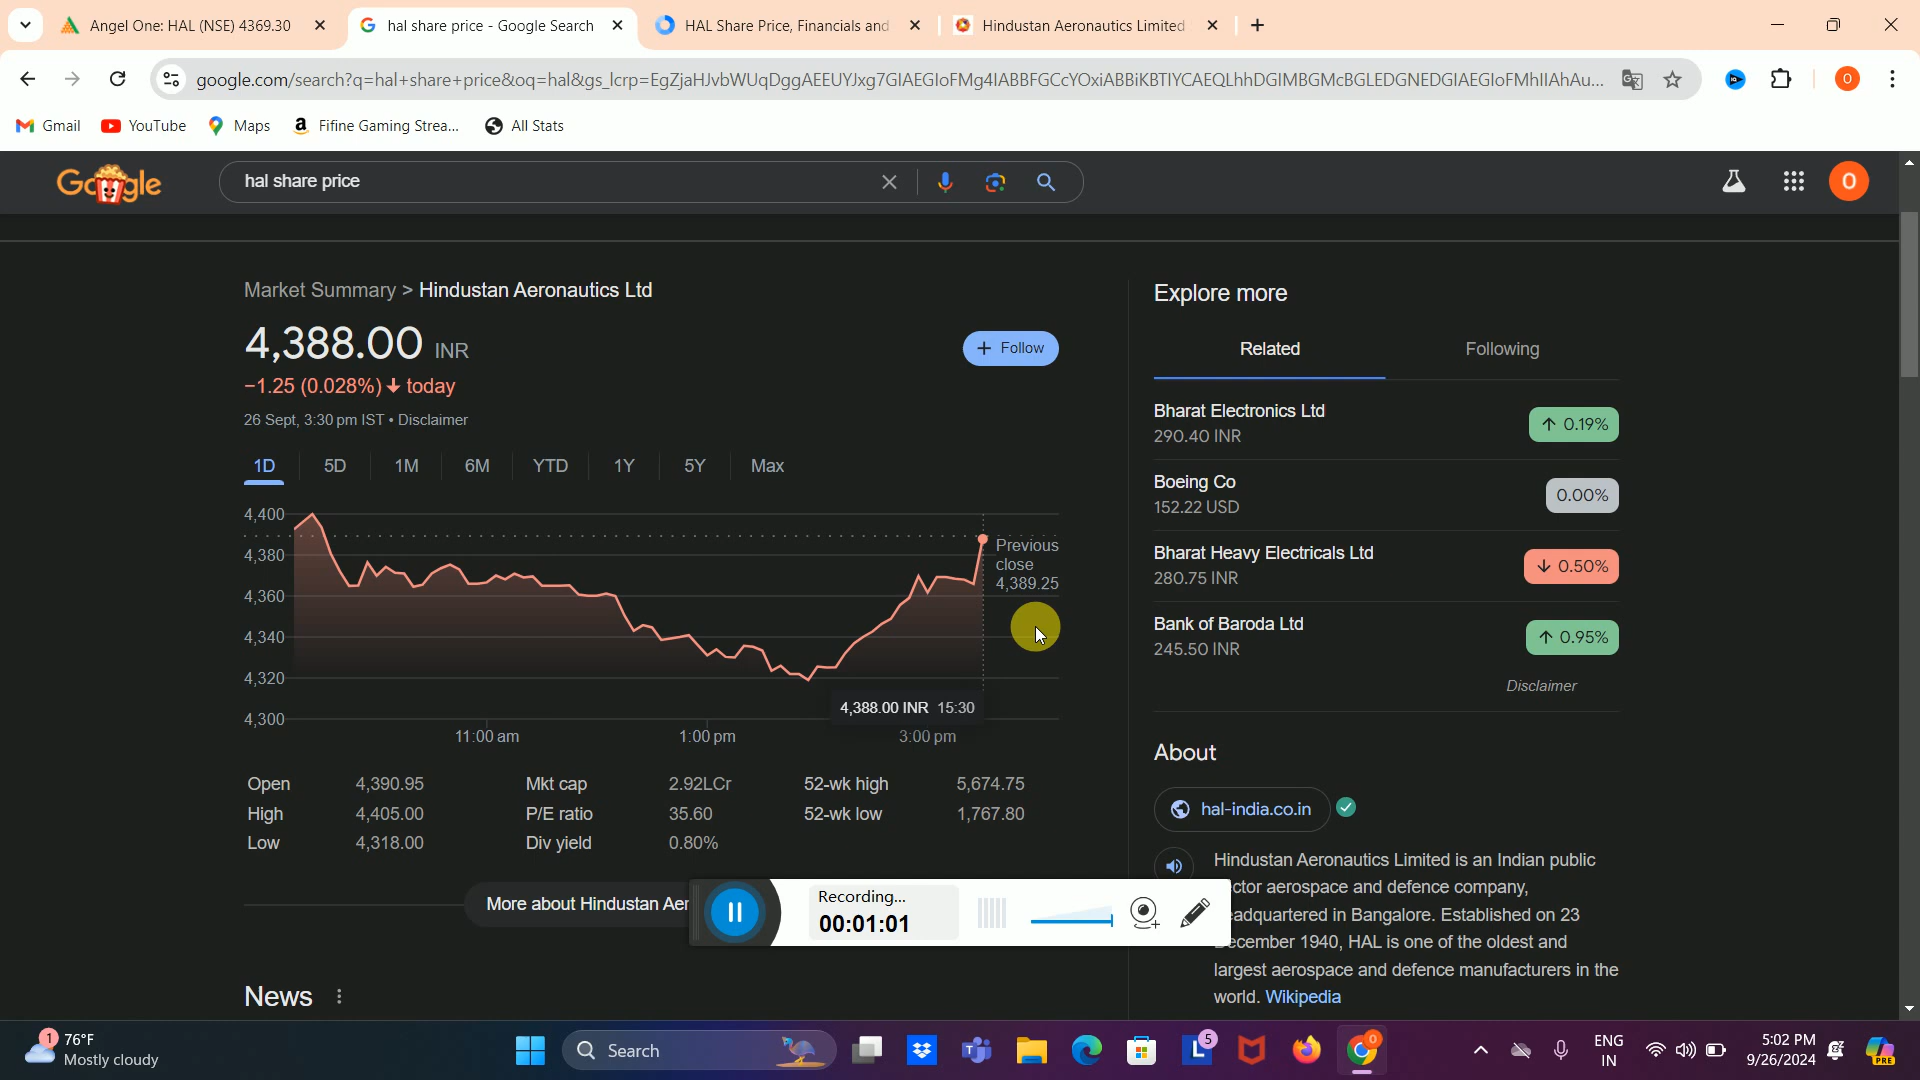 Angel One: HAL (NSE) 4369.30
hal share price - Google Search
HAL Share Price, Financials and
Hindustan Aeronautics Limited
google.com/search?q=hal+share+price&oq=hal&gs_lcrp=
Gmail
YouTube
Maps
Fifine Gaming Strea...
All Stats
O
Google
hal share price
O
Market Summary > Hindustan Aeronautics Ltd
4,388.00 INR
+ Follow
−1.25 (0.028%) today
26 Sept, 3:30 pm IST • Disclaimer
1D 5D 1M 6M YTD 1Y 5Y Max
4,400
4,380
4,360
4,340
4,320
4,300
Previous
close
4,389.25
4,388.00 INR 15:30
11:00 am 1:00 pm 3:00 pm
Open 4,390.95 Mkt cap 2.92LCr 52-wk high 5,674.75
High 4,405.00 P/E ratio 35.60 52-wk low 1,767.80
Low 4,318.00 Div yield 0.80%
More about Hindustan Aer
Recording...
00:01:01
News
Explore more
Related Following
Bharat Electronics Ltd
290.40 INR
0.19%
Boeing Co
152.22 USD
0.00%
Bharat Heavy Electricals Ltd
280.75 INR
0.50%
Bank of Baroda Ltd
245.50 INR
0.95%
Disclaimer
About
hal-india.co.in
Hindustan Aeronautics Limited is an Indian public
ctor aerospace and defence company,
adquartered in Bangalore. Established on 23
ecember 1940, HAL is one of the oldest and
largest aerospace and defence manufacturers in the
world. Wikipedia
1
76°F
Mostly cloudy
Search
5
ENG
IN
5:02 PM
9/26/2024
PRE